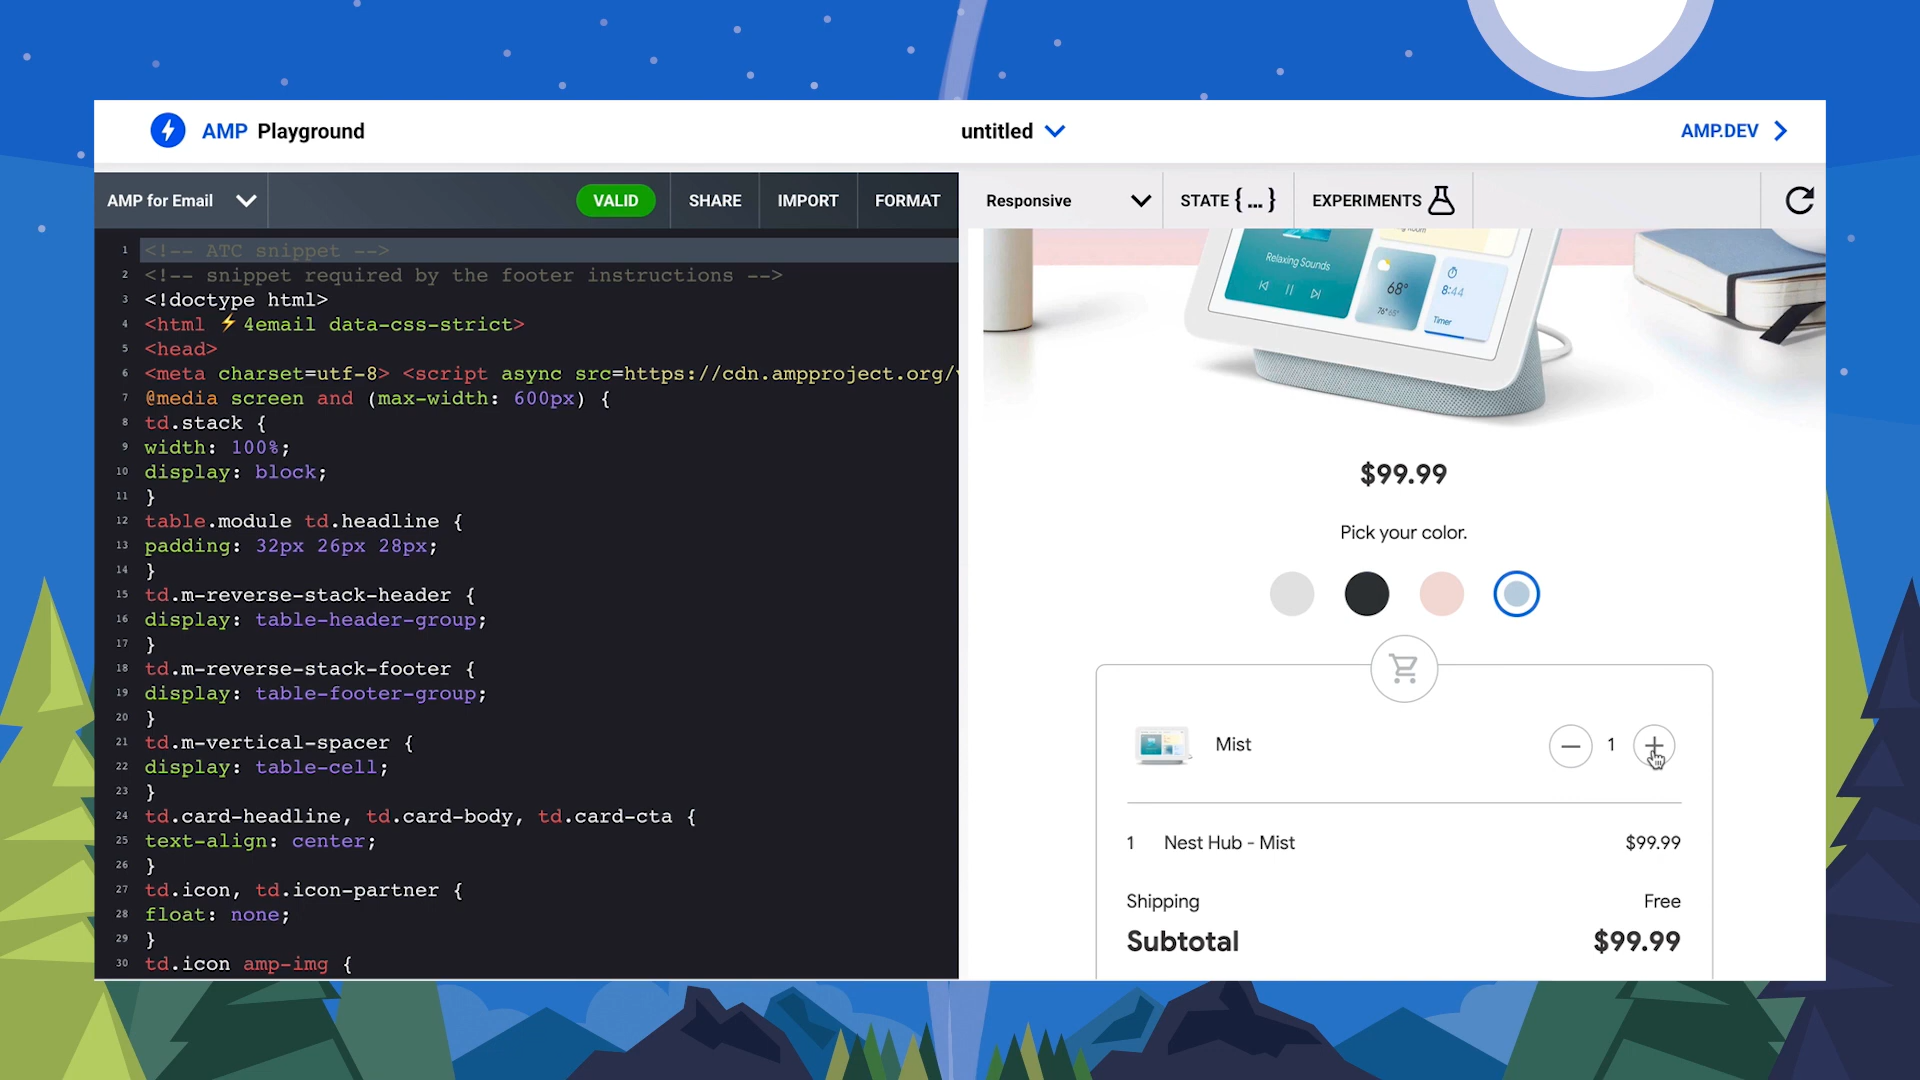 AMP Playground
untitled
AMP.DEV
AMP for Email
VALID
SHARE
IMPORT
FORMAT
Responsive
STATE {...}
EXPERIMENTS
1 <!-- ATC snippet -->
2 <!-- snippet required by the footer instructions -->
3 <!doctype html>
4 <html ⚡4email data-css-strict>
5 <head>
6 <meta charset=utf-8> <script async src=https://cdn.ampproject.org/
7 @media screen and (max-width: 600px) {
8 td.stack {
9 width: 100%;
10 display: block;
11 }
12 table.module td.headline {
13 padding: 32px 26px 28px;
14 }
15 td.m-reverse-stack-header {
16 display: table-header-group;
17 }
18 td.m-reverse-stack-footer {
19 display: table-footer-group;
20 }
21 td.m-vertical-spacer {
22 display: table-cell;
23 }
24 td.card-headline, td.card-body, td.card-cta {
25 text-align: center;
26 }
27 td.icon, td.icon-partner {
28 float: none;
29 }
30 td.icon amp-img {
Relaxing Sounds
68°
76° 68°
8:44
Timer
$99.99
Pick your color.
Mist
1
1 Nest Hub - Mist $99.99
Shipping Free
Subtotal $99.99